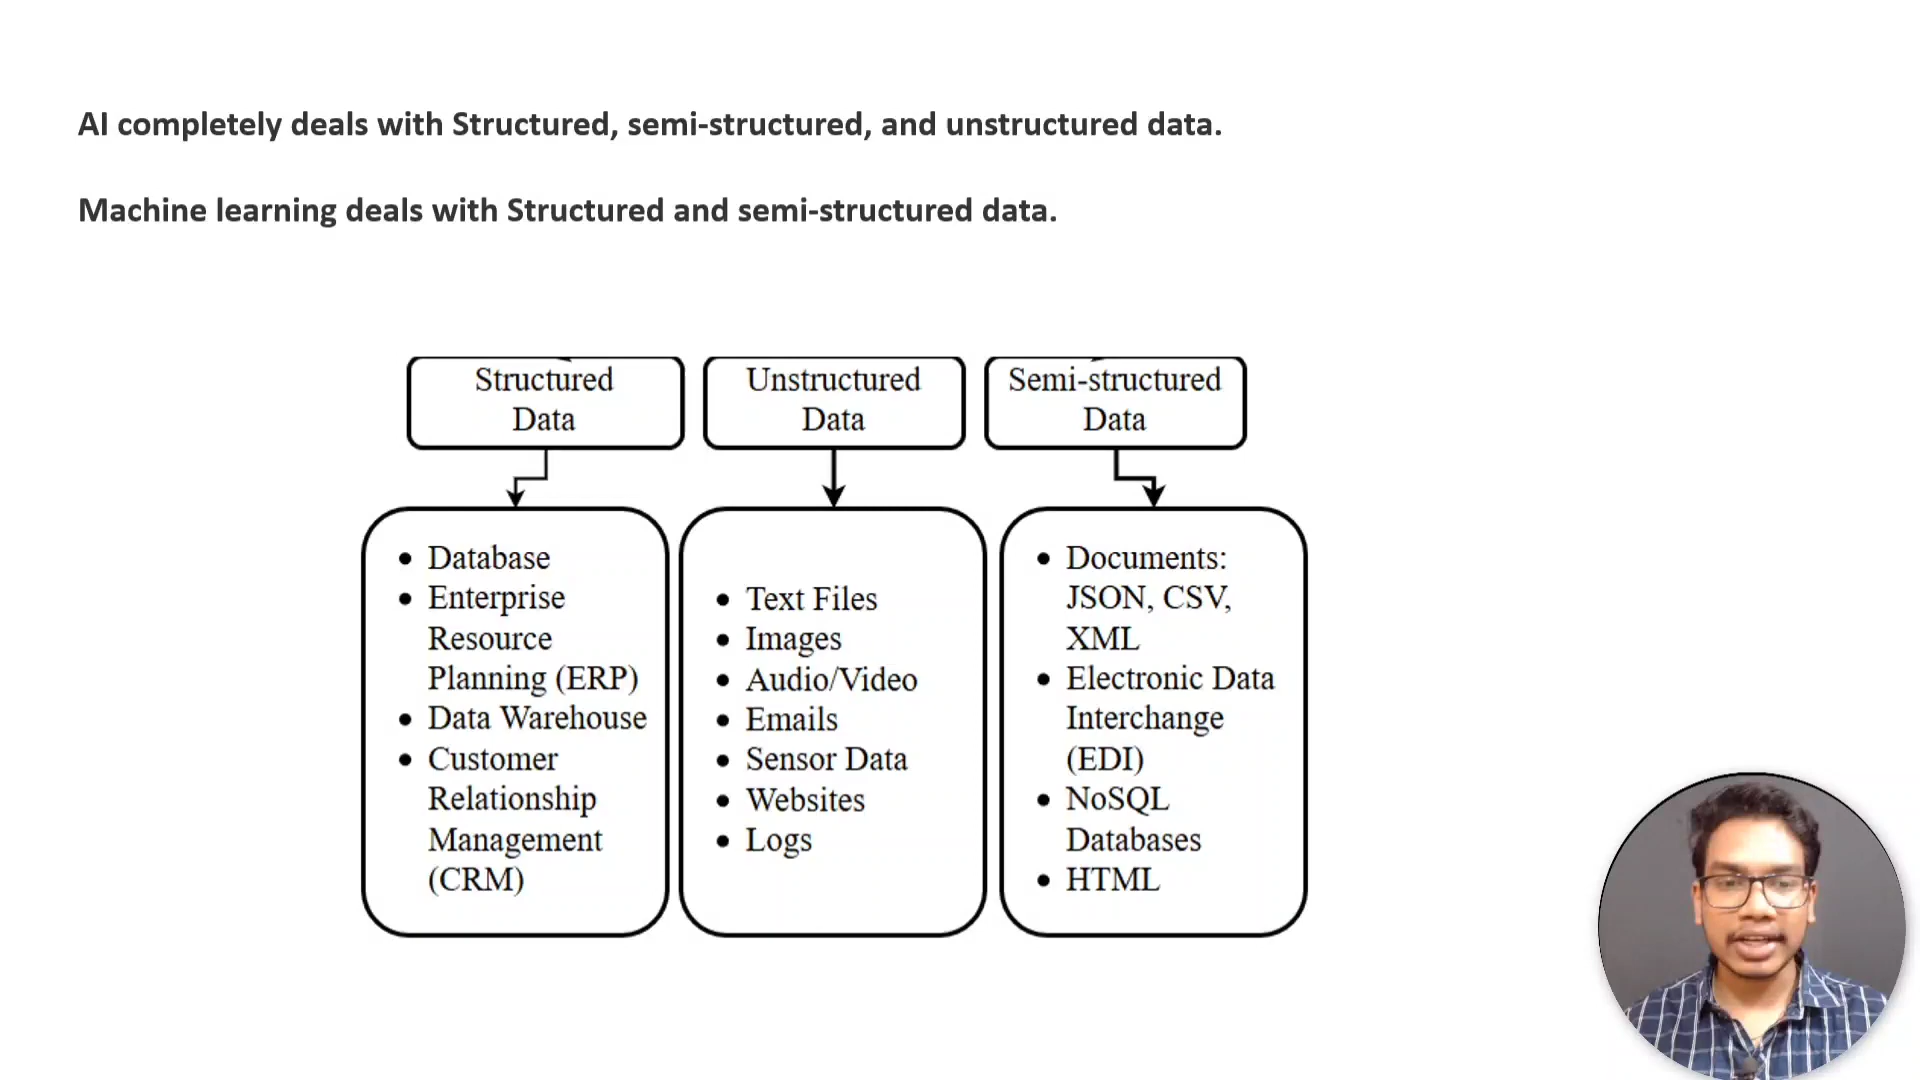 AI completely deals with Structured, semi-structured, and unstructured data.
Machine learning deals with Structured and semi-structured data.
Structured
Data
Unstructured
Data
Semi-structured
Data
• Database
• Enterprise
Resource
Planning (ERP)
• Data Warehouse
• Customer
Relationship
Management
(CRM)
• Text Files
• Images
• Audio/Video
• Emails
• Sensor Data
• Websites
• Logs
• Documents:
JSON, CSV,
XML
• Electronic Data
Interchange
(EDI)
• NoSQL
Databases
• HTML